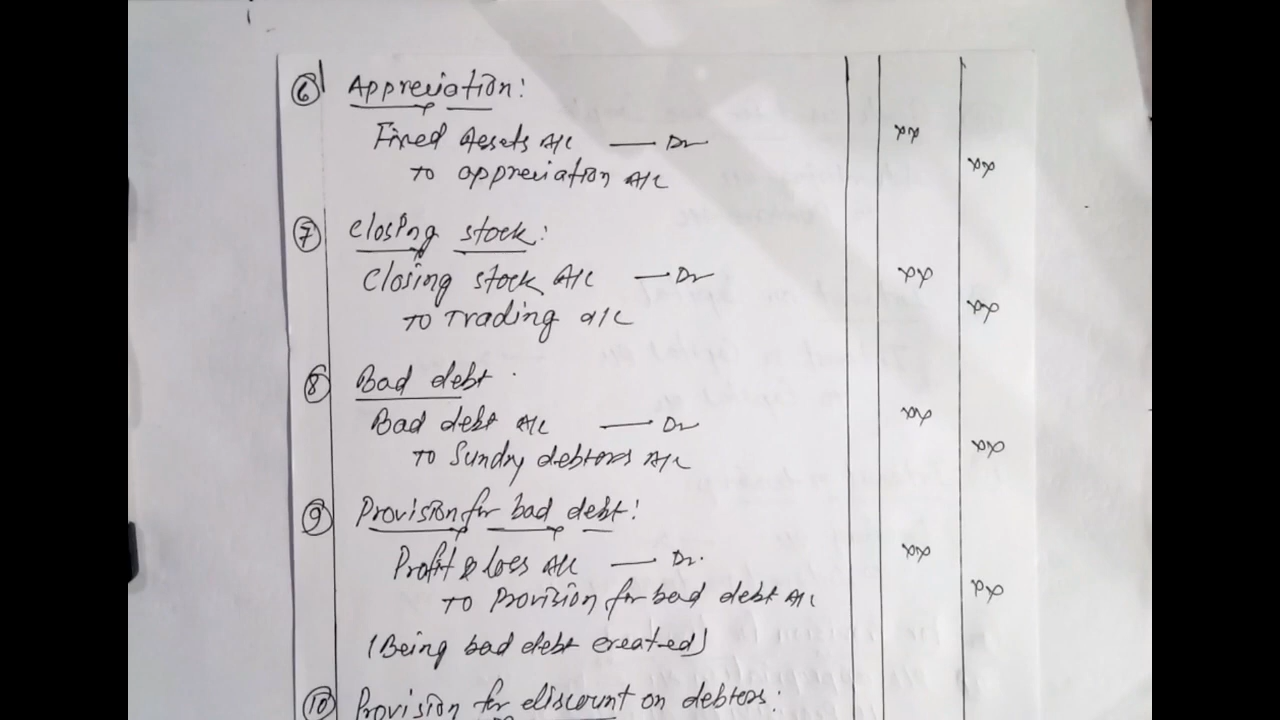 ⑥ Appreciation:
Fixed Assets A/c — Dr xx
To appreciation A/c xx
⑦ Closing stock:
Closing stock A/c — Dr xx
To Trading a/c xx
⑧ Bad debt
Bad debt A/c — Dr xx
To Sundry debtors A/c xx
⑨ Provision for bad debt:
Profit & loss A/c — Dr. xx
To Provision for bad debt A/c xx
(Being bad debt created)
⑩ Provision for discount on debtors: